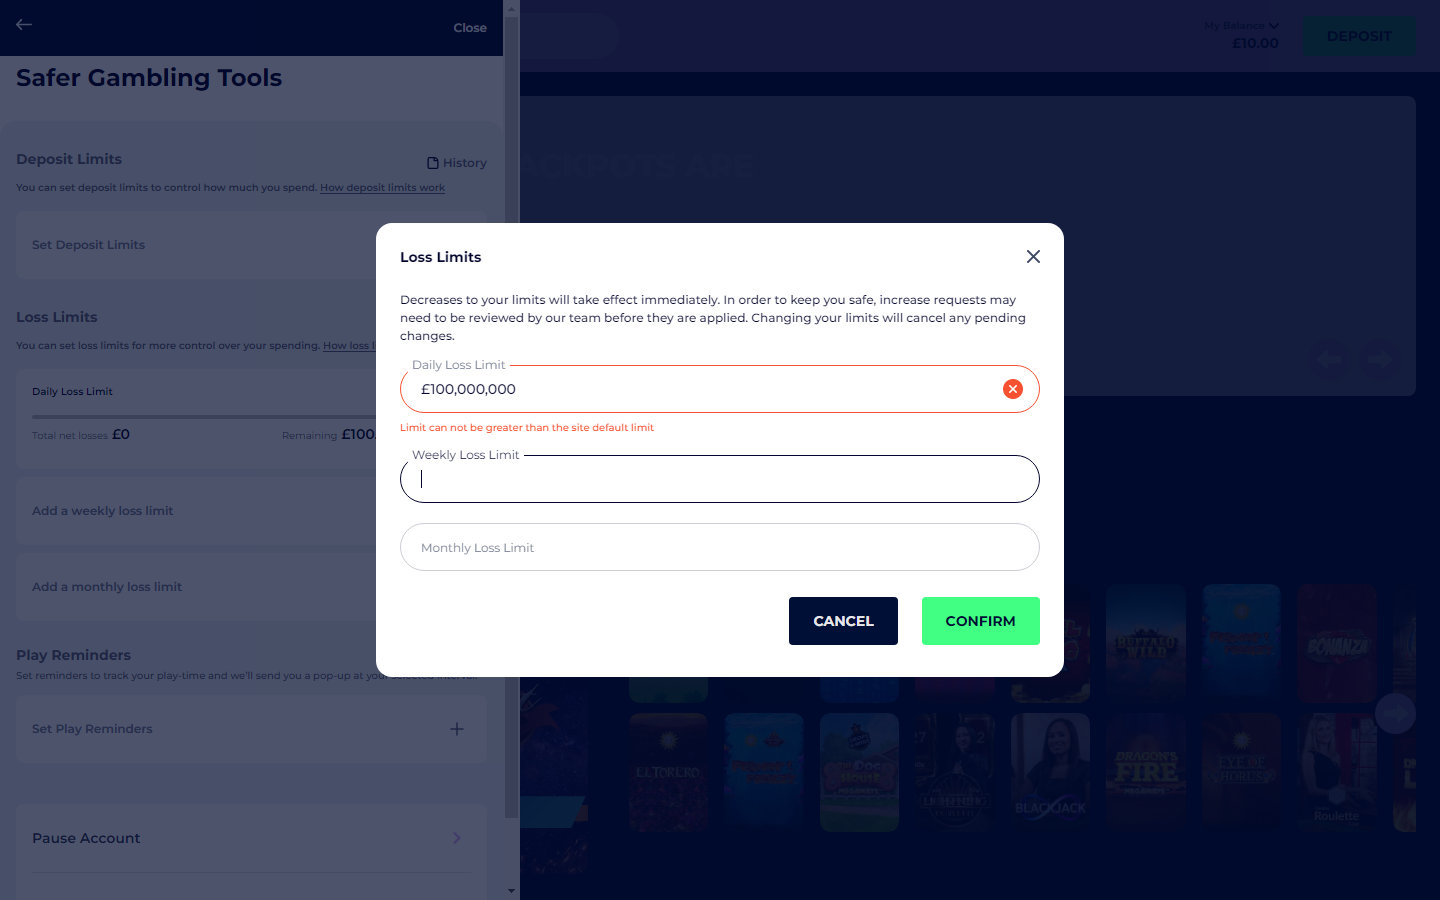 Close
My Balance
£10.00
DEPOSIT
Safer Gambling Tools
Deposit Limits
History
You can set deposit limits to control how much you spend. How deposit limits work
Set Deposit Limits
ACKPOTS ARE
Loss Limits
You can set loss limits for more control over your spending. How loss l
Daily Loss Limit
Total net losses £0
Remaining £100.
Add a weekly loss limit
Add a monthly loss limit
Play Reminders
Set reminders to track your play-time and we'll send you a pop-up at your selected interval.
Set Play Reminders
Pause Account
Loss Limits
Decreases to your limits will take effect immediately. In order to keep you safe, increase requests may
need to be reviewed by our team before they are applied. Changing your limits will cancel any pending
changes.
Daily Loss Limit
£100,000,000
Limit can not be greater than the site default limit
Weekly Loss Limit
Monthly Loss Limit
CANCEL
CONFIRM
BUFFALO
WILD
BONANZA
EL TORERO
Dog
House
MEGAWAYS
LIGHTNING
BLACKJACK
DRAGON'S
FIRE
MEGAWAYS
EYE OF
HORUS
Roulette